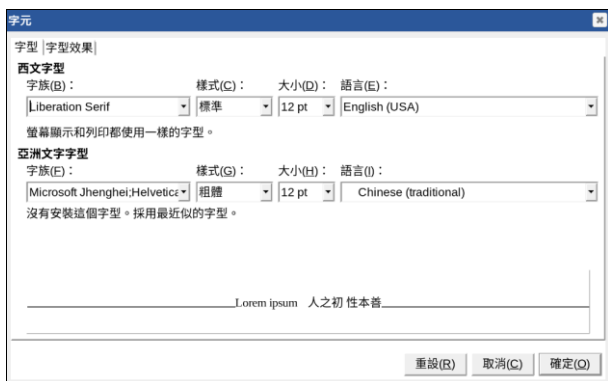 字元
字型 字型效果
西文字型
字族(B)： 樣式(C)： 大小(D)： 語言(E)：
Liberation Serif 標準 12 pt English (USA)
螢幕顯示和列印都使用一樣的字型。
亞洲文字字型
字族(F)： 樣式(G)： 大小(H)： 語言(I)：
Microsoft Jhenghei;Helvetica 粗體 12 pt Chinese (traditional)
沒有安裝這個字型。採用最近似的字型。
Lorem ipsum 人之初 性本善
重設(R) 取消(C) 確定(O)